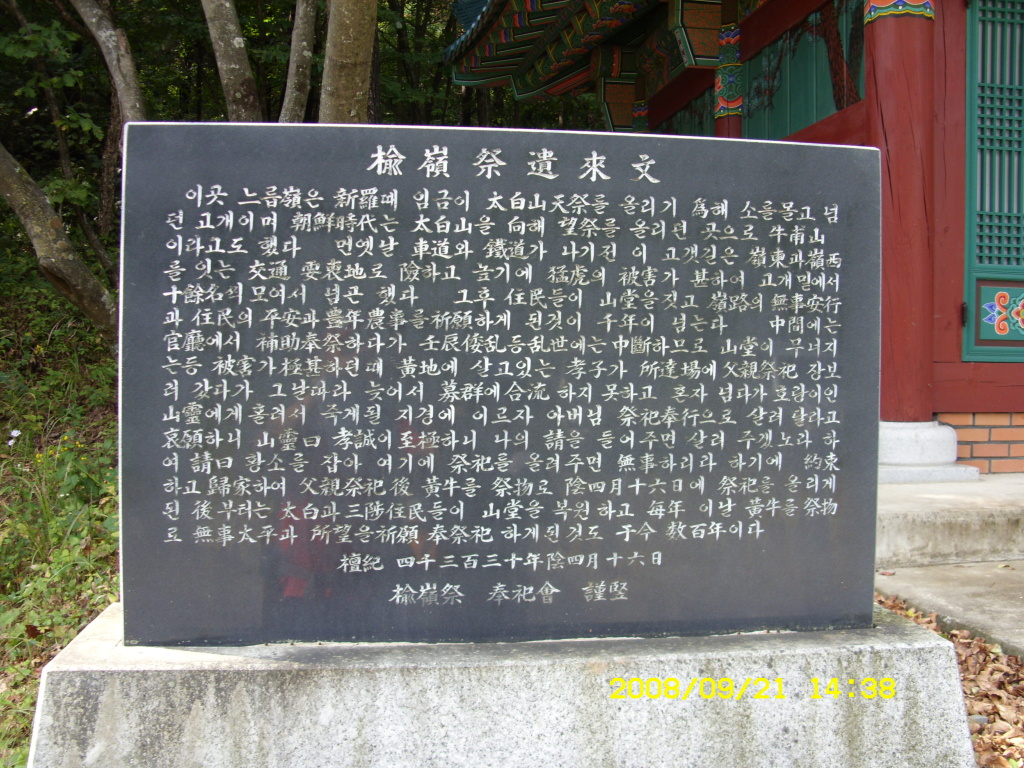 楡嶺祭遺來文
이곳 느릅嶺은 新羅때 임금이 太白山天祭를 올리기 爲해 소를몰고 넘
던 고개이며 朝鮮時代는 太白山을 向해 望祭를 올리던 곳으로 牛甫山
이라고도 했다 먼옛날 車道와 鐵道가 나기전 이 고갯길은 嶺東과嶺西
를 잇는 交通 要衷地로 險하고 높기에 猛虎의 被害가 甚하여 고개밑에서
十餘名씩 모여서 넘곤 했다 그후 住民들이 山堂을짓고 嶺路의 無事安行
과 住民의 平安과豊年農事를祈願하게 된것이 千年이 넘는다 中間에는
官廳에서 補助奉祭하다가 壬辰倭乱등乱世에는中斷하므로 山堂이 무너지
는등 被害가極甚하던때 黃地에 살고있는 孝子가 所達場에父親祭祀 장보
러 갔다가 그날따라 늦어서 募群에合流 하지 못하고 혼자 넘다가호랑이인
山靈에게홀려서 죽게될 지경에 이르자 아버님 祭祀奉行으로 살려달라고
哀願하니 山靈曰 孝誠이至極하니 나의 請을 들어주면 살려 주겠노라 하
여 請曰 황소를 잡아 여기에 祭祀를 올려주면 無事하리라 하기에 約束
하고 歸家하여 父親祭祀後 黃牛를 祭物로 陰四月十六日에 祭祀를 올리게
된 後부터는 太白과三陟住民들이 山堂을 복원하고 每年 이날 黃牛를祭物
로 無事太平과 所望을祈願 奉祭祀 하게된것도 于今 数百年이다
檀紀 四千三百三十年陰四月十六日
楡嶺祭 奉祀會 謹竪
2008/09/21 14:38